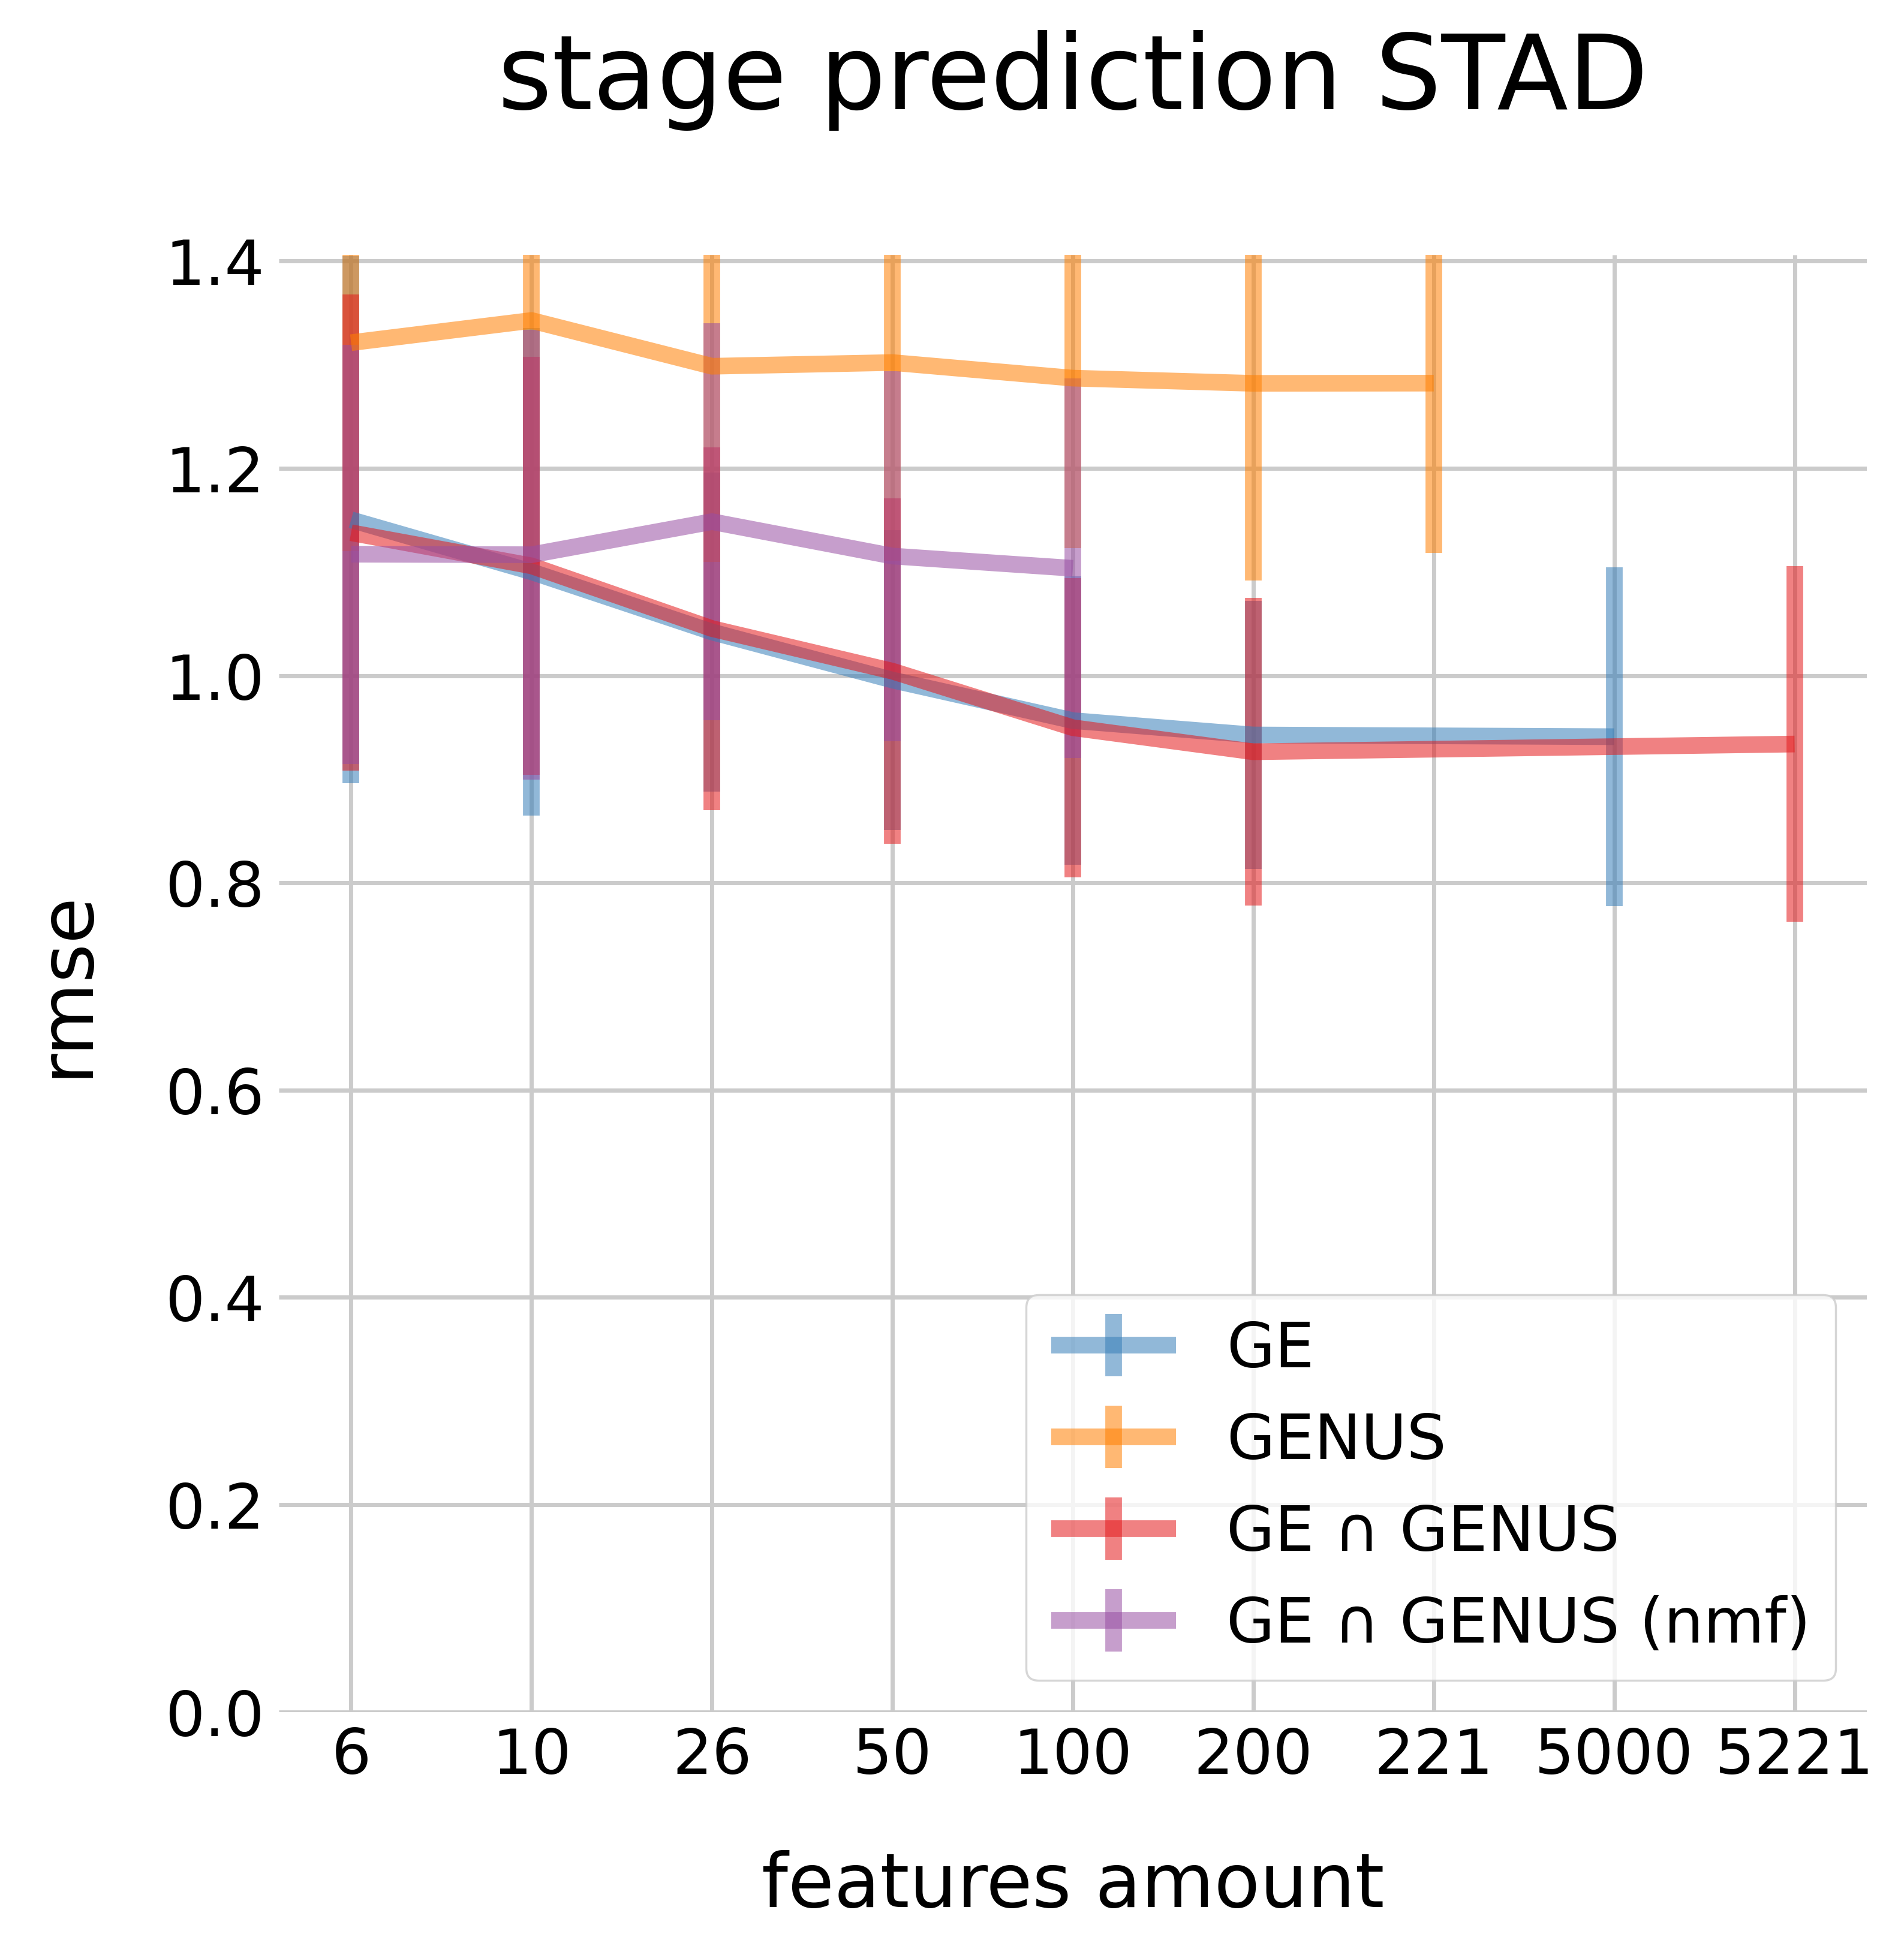 stage prediction STAD
1.4
1.2
1.0
0.8
0.6
0.4
0.2
0.0
rmse
GE
GENUS
GE ∩ GENUS
GE ∩ GENUS (nmf)
6 10 26 50 100 200 221 5000 5221
features amount